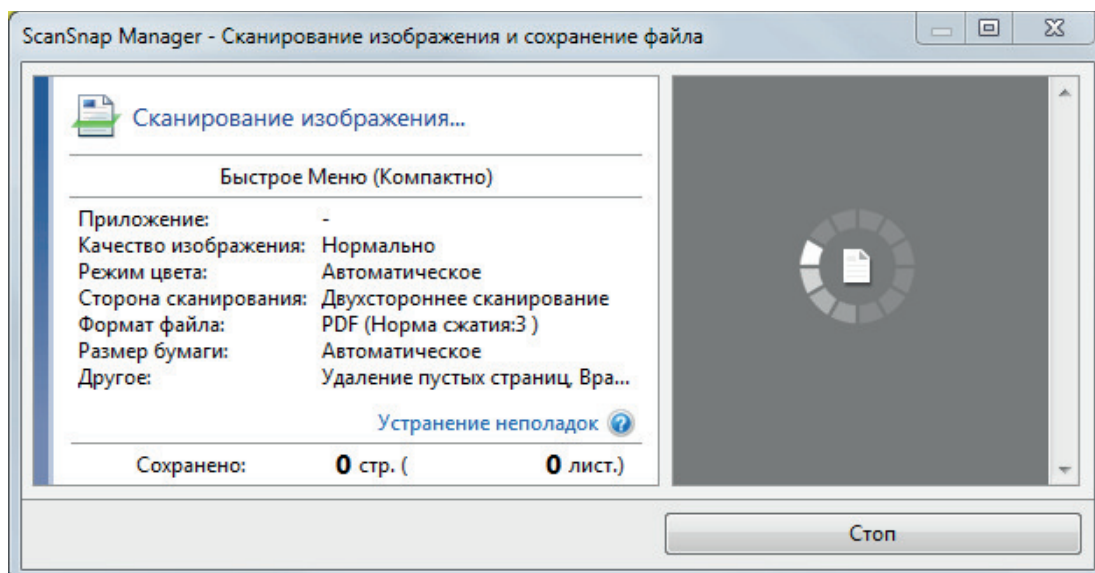 ScanSnap Manager - Сканирование изображения и сохранение файла
Сканирование изображения...
Быстрое Меню (Компактно)
Приложение: -
Качество изображения: Нормально
Режим цвета: Автоматическое
Сторона сканирования: Двухстороннее сканирование
Формат файла: PDF (Норма сжатия:3 )
Размер бумаги: Автоматическое
Другое: Удаление пустых страниц, Вра...
Устранение неполадок ?
Сохранено: 0 стр. ( 0 лист.)
Стоп